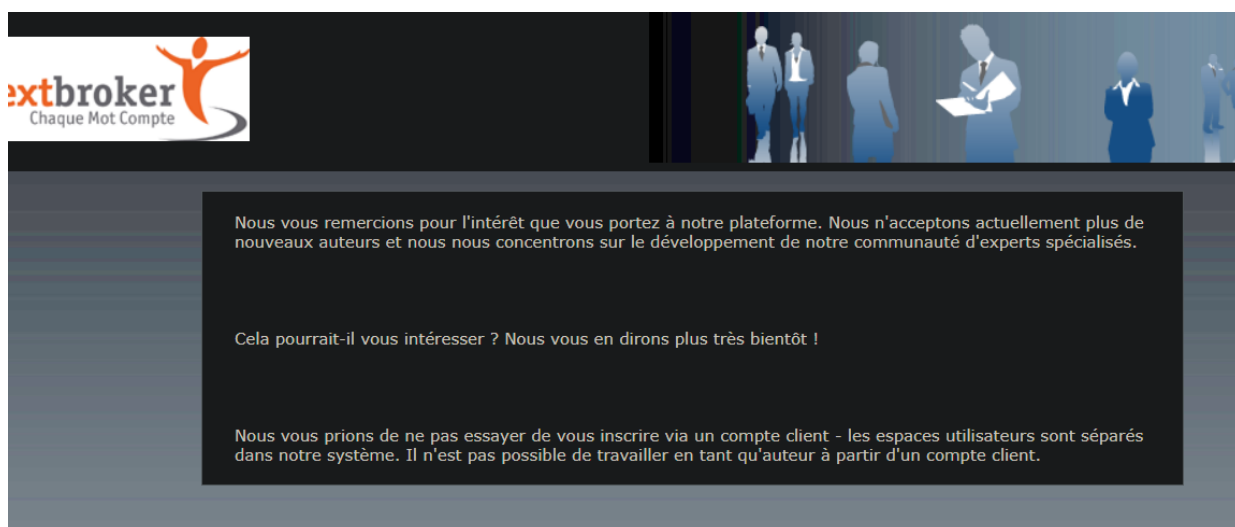 extbroker
Chaque Mot Compte
Nous vous remercions pour l'intérêt que vous portez à notre plateforme. Nous n'acceptons actuellement plus de
nouveaux auteurs et nous nous concentrons sur le développement de notre communauté d'experts spécialisés.
Cela pourrait-il vous intéresser ? Nous vous en dirons plus très bientôt !
Nous vous prions de ne pas essayer de vous inscrire via un compte client - les espaces utilisateurs sont séparés
dans notre système. Il n'est pas possible de travailler en tant qu'auteur à partir d'un compte client.